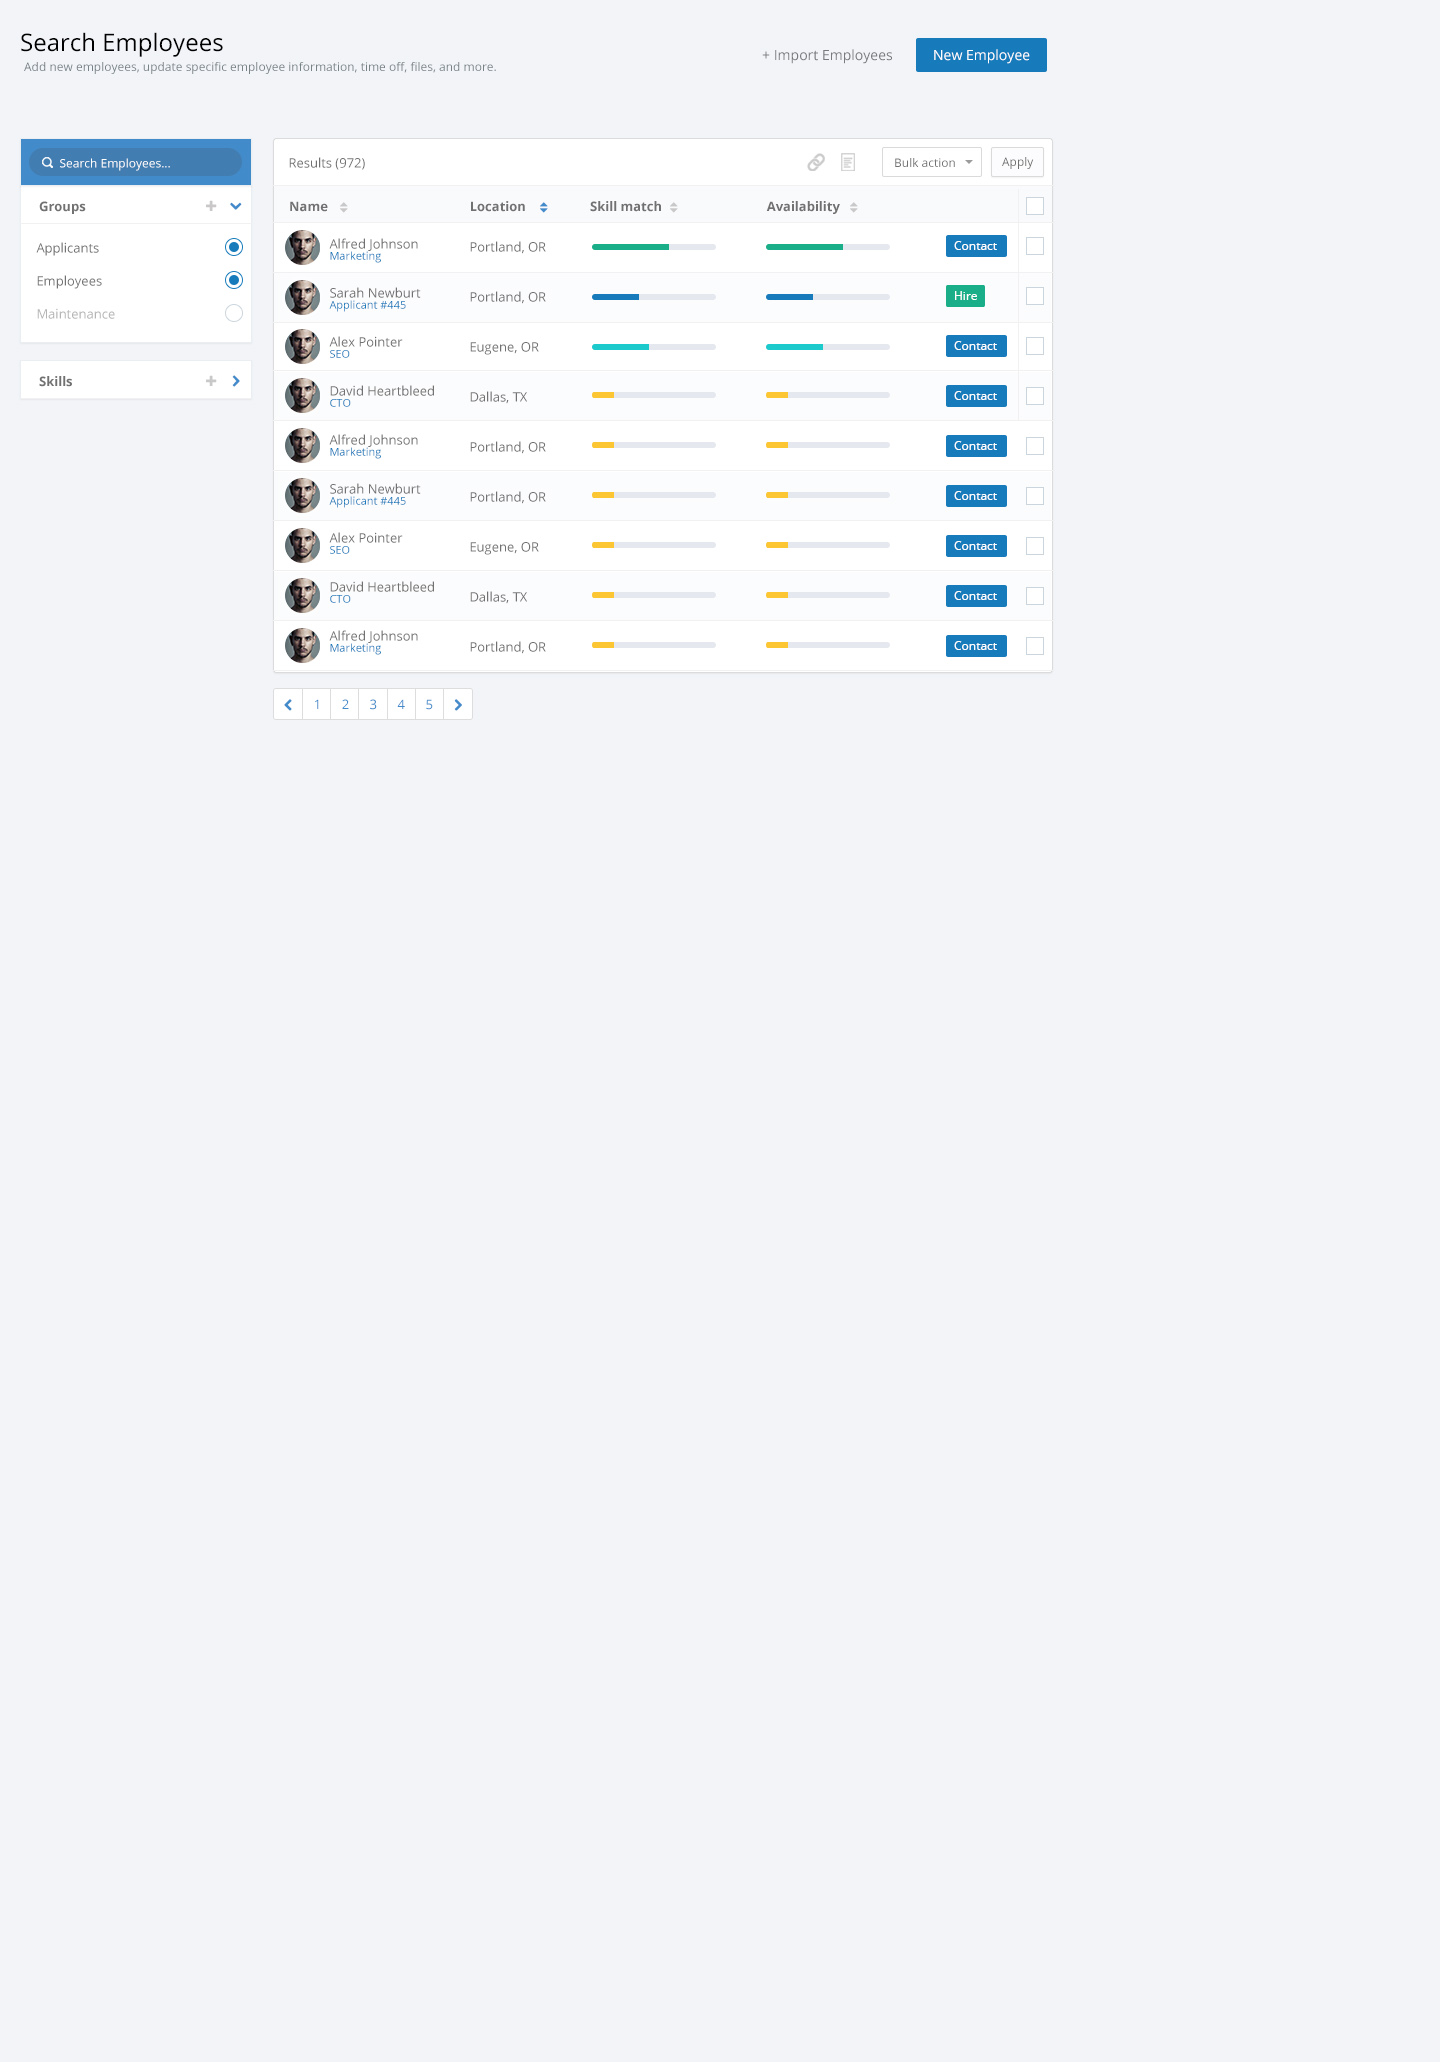 Search Employees
Add new employees, update specific employee information, time off, files, and more.
+ Import Employees
New Employee
Search Employees...
Groups
Applicants
Employees
Maintenance
Skills
Results (972)
Bulk action
Apply
Name Location Skill match Availability
Alfred Johnson
Marketing
Portland, OR
Contact
Sarah Newburt
Applicant #445
Portland, OR
Hire
Alex Pointer
SEO
Eugene, OR
Contact
David Heartbleed
CTO
Dallas, TX
Contact
Alfred Johnson
Marketing
Portland, OR
Contact
Sarah Newburt
Applicant #445
Portland, OR
Contact
Alex Pointer
SEO
Eugene, OR
Contact
David Heartbleed
CTO
Dallas, TX
Contact
Alfred Johnson
Marketing
Portland, OR
Contact
1 2 3 4 5